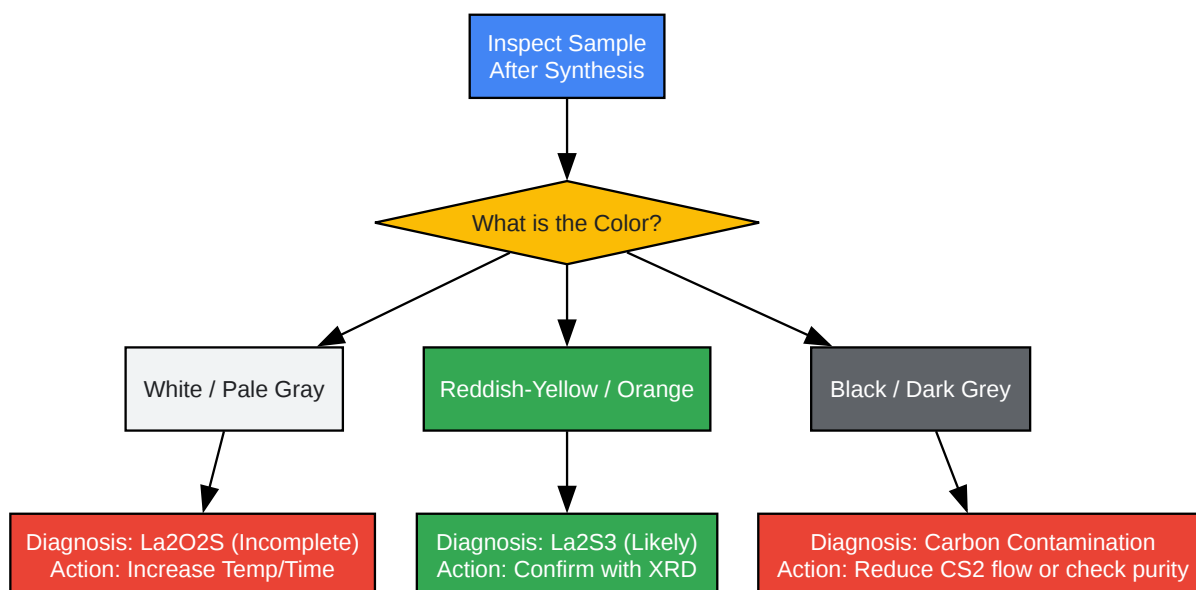 Inspect Sample
After Synthesis
What is the Color?
White / Pale Gray
Reddish-Yellow / Orange
Black / Dark Grey
Diagnosis: La2O2S (Incomplete)
Action: Increase Temp/Time
Diagnosis: La2S3 (Likely)
Action: Confirm with XRD
Diagnosis: Carbon Contamination
Action: Reduce CS2 flow or check purity